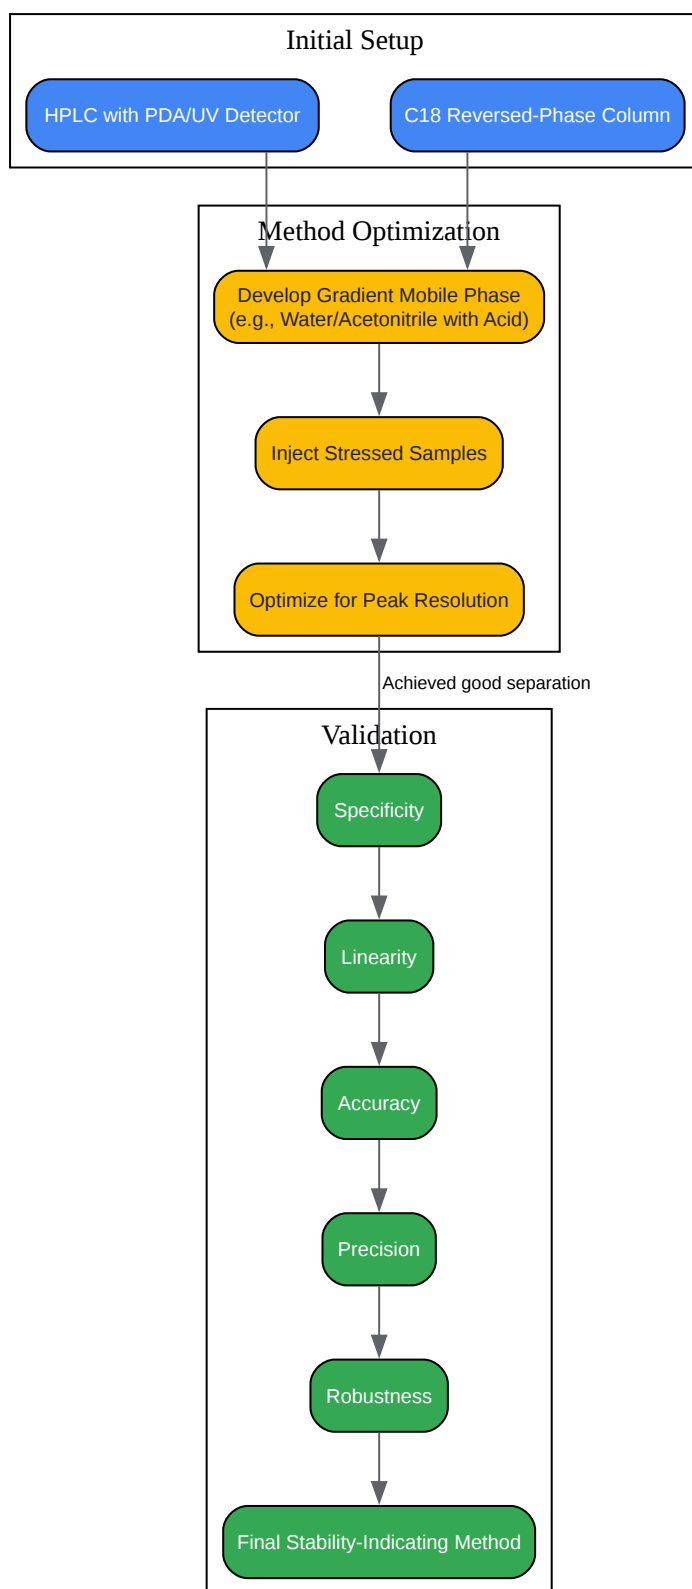 Initial Setup
HPLC with PDA/UV Detector
C18 Reversed-Phase Column
Method Optimization
Develop Gradient Mobile Phase
(e.g., Water/Acetonitrile with Acid)
Inject Stressed Samples
Optimize for Peak Resolution
Achieved good separation
Validation
Specificity
Linearity
Accuracy
Precision
Robustness
Final Stability-Indicating Method